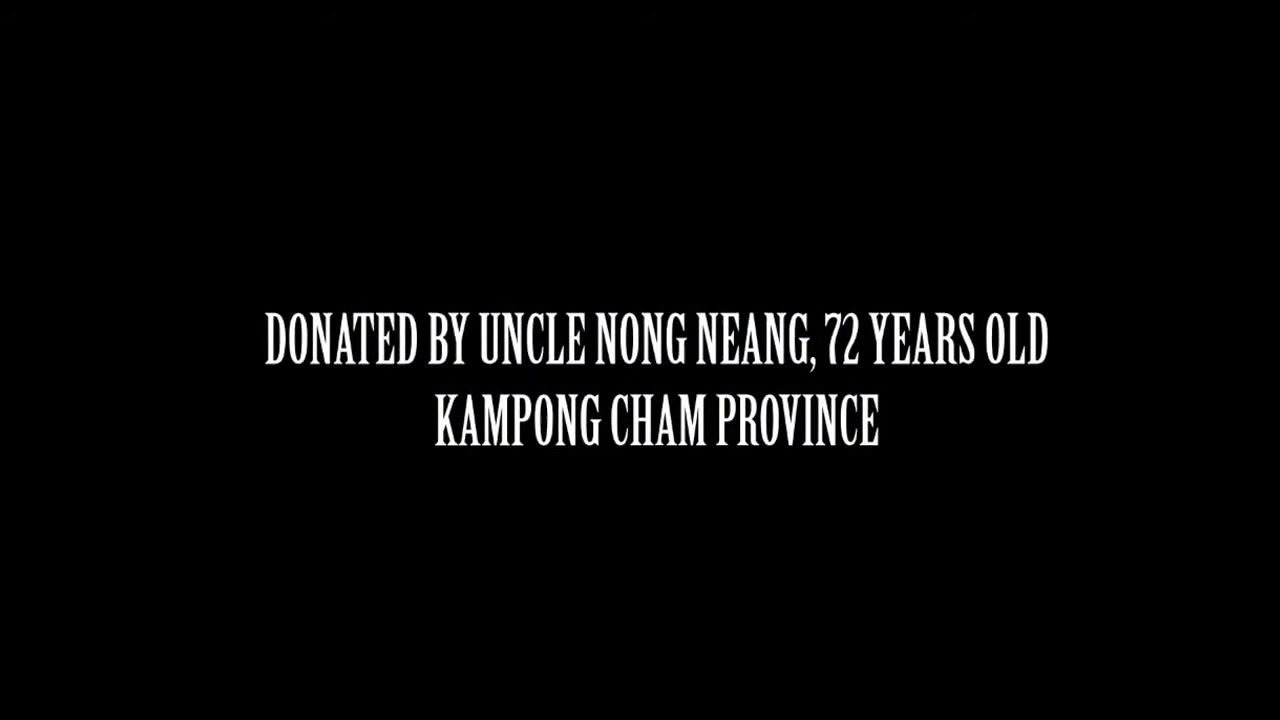 DONATED BY UNCLE NONG NEANG, 72 YEARS OLD
KAMPONG CHAM PROVINCE